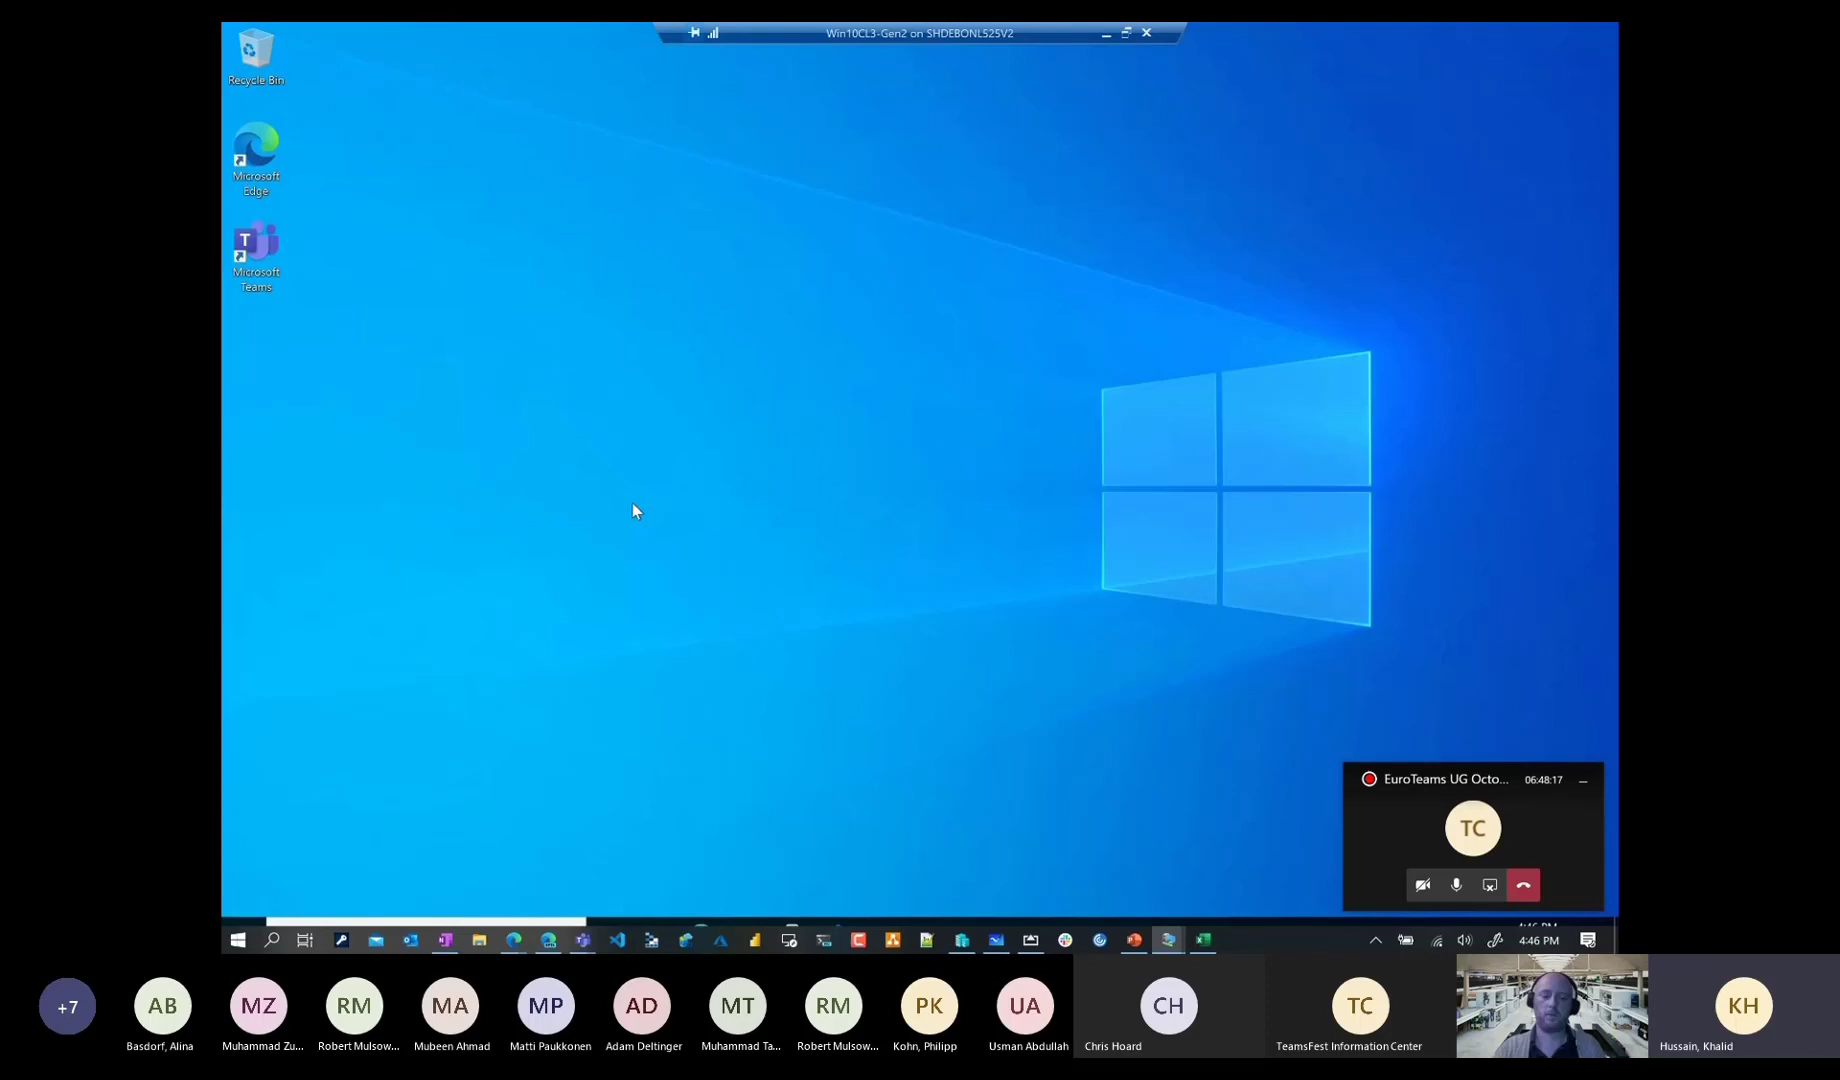 Win10CL3-Gen2 on SHDEBONL525V2
Recycle Bin
Microsoft
Edge
T
Microsoft
Teams
EuroTeams UG Octo...
06:48:17
TC
4:46 PM
+7
AB
MZ
RM
MA
MP
AD
MT
RM
PK
UA
CH
TC
KH
Basdorf, Alina
Muhammad Zu...
Robert Mulsow...
Mubeen Ahmad
Matti Paukkonen
Adam Deltinger
Muhammad Ta...
Robert Mulsow...
Kohn, Philipp
Usman Abdullah
Chris Hoard
TeamsFest Information Center
Hussain, Khalid